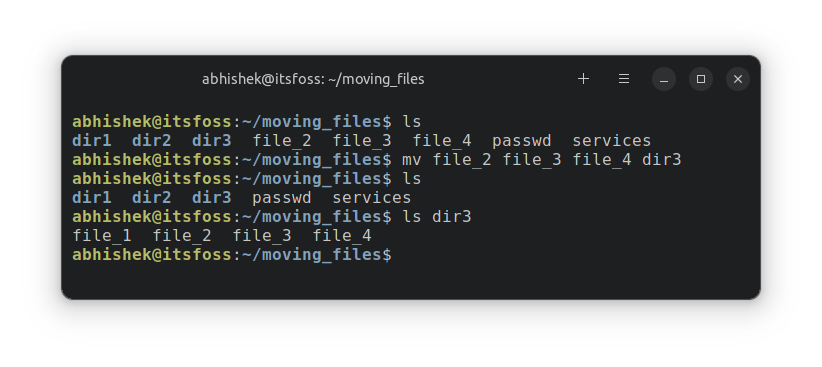 abhishek@itsfoss: ~/moving_files
abhishek@itsfoss:~/moving_files$ ls
dir1  dir2  dir3  file_2  file_3  file_4  passwd  services
abhishek@itsfoss:~/moving_files$ mv file_2 file_3 file_4 dir3
abhishek@itsfoss:~/moving_files$ ls
dir1  dir2  dir3  passwd  services
abhishek@itsfoss:~/moving_files$ ls dir3
file_1  file_2  file_3  file_4
abhishek@itsfoss:~/moving_files$